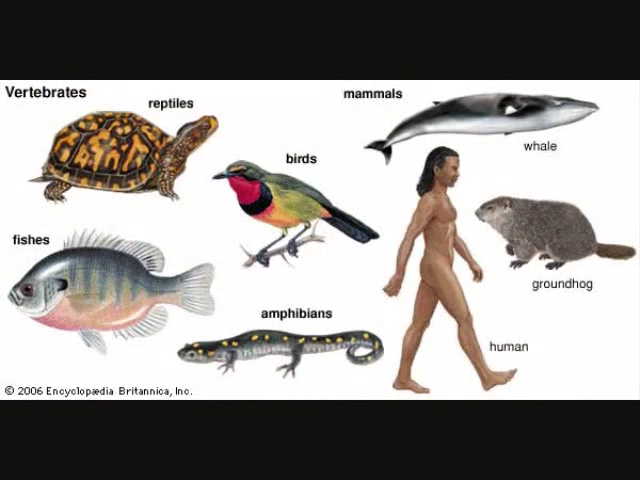 Vertebrates
reptiles
mammals
whale
birds
fishes
groundhog
amphibians
human
© 2006 Encyclopædia Britannica, Inc.